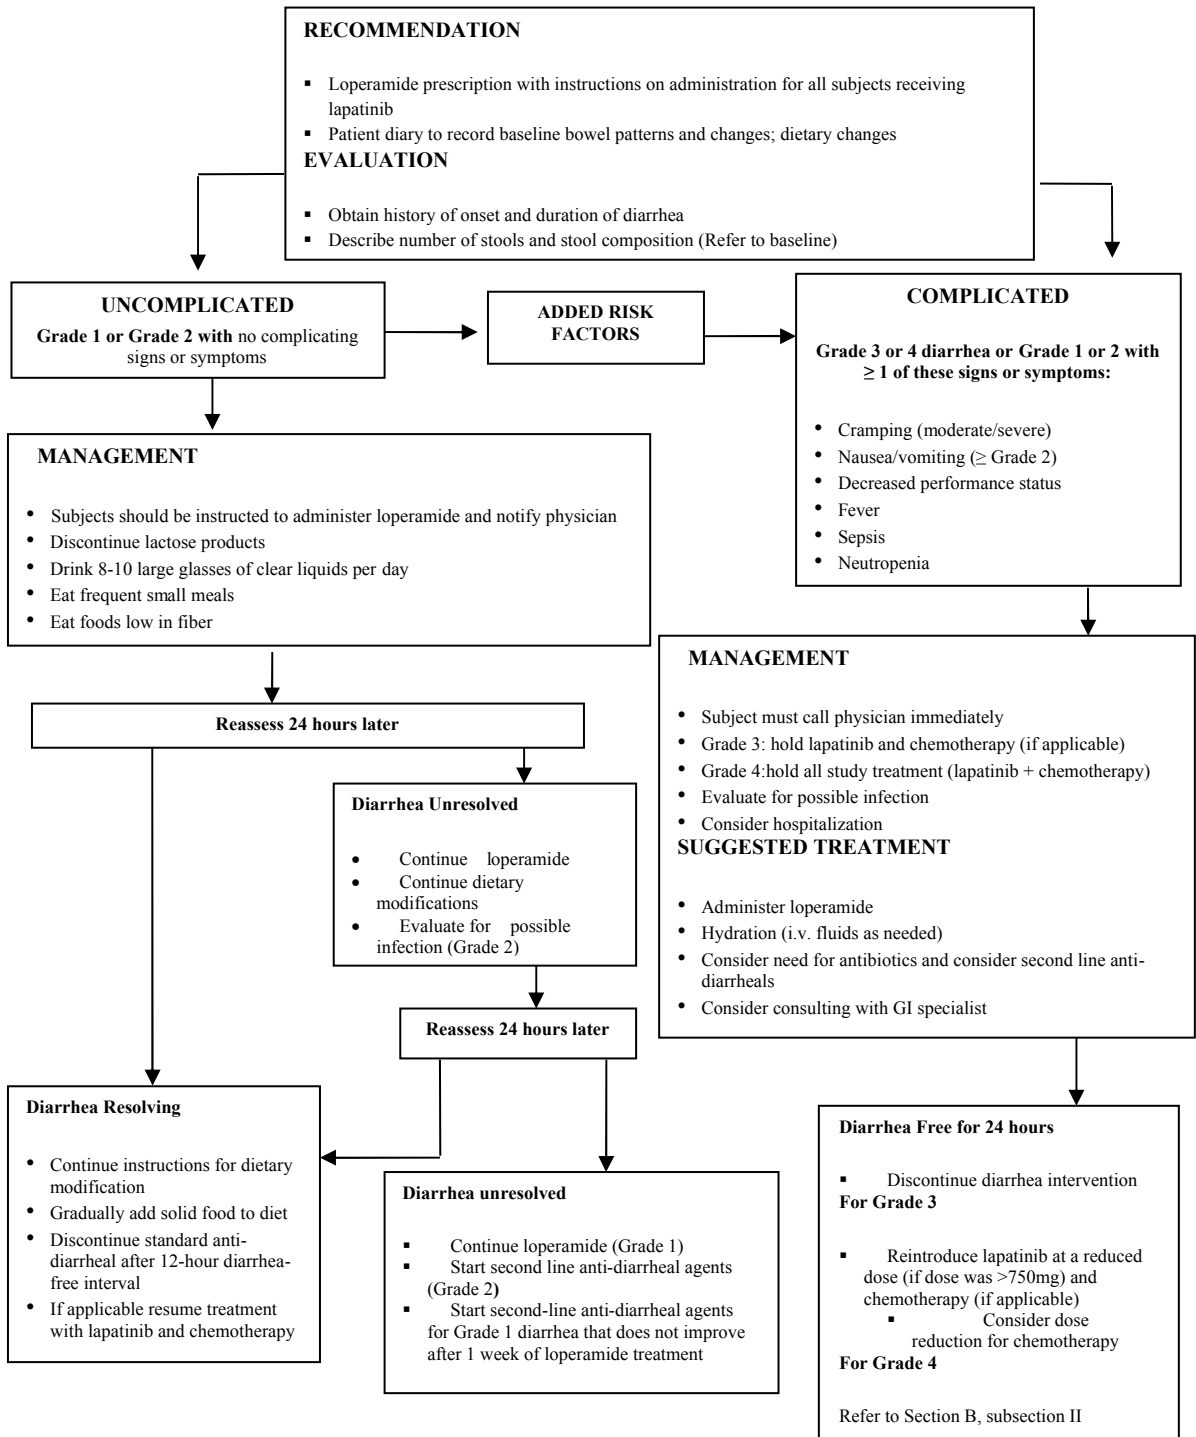 RECOMMENDATION
▪ Loperamide prescription with instructions on administration for all subjects receiving
lapatinib
▪ Patient diary to record baseline bowel patterns and changes; dietary changes
EVALUATION
▪ Obtain history of onset and duration of diarrhea
▪ Describe number of stools and stool composition (Refer to baseline)
UNCOMPLICATED
Grade 1 or Grade 2 with no complicating
signs or symptoms
ADDED RISK
FACTORS
COMPLICATED
Grade 3 or 4 diarrhea or Grade 1 or 2 with
≥ 1 of these signs or symptoms:
• Cramping (moderate/severe)
• Nausea/vomiting (≥ Grade 2)
• Decreased performance status
• Fever
• Sepsis
• Neutropenia
MANAGEMENT
• Subjects should be instructed to administer loperamide and notify physician
• Discontinue lactose products
• Drink 8-10 large glasses of clear liquids per day
• Eat frequent small meals
• Eat foods low in fiber
Reassess 24 hours later
Diarrhea Unresolved
• Continue loperamide
• Continue dietary
modifications
• Evaluate for possible
infection (Grade 2)
Reassess 24 hours later
MANAGEMENT
• Subject must call physician immediately
• Grade 3: hold lapatinib and chemotherapy (if applicable)
• Grade 4:hold all study treatment (lapatinib + chemotherapy)
• Evaluate for possible infection
• Consider hospitalization
SUGGESTED TREATMENT
• Administer loperamide
• Hydration (i.v. fluids as needed)
• Consider need for antibiotics and consider second line anti-
diarrheals
• Consider consulting with GI specialist
Diarrhea Resolving
• Continue instructions for dietary
modification
• Gradually add solid food to diet
• Discontinue standard anti-
diarrheal after 12-hour diarrhea-
free interval
• If applicable resume treatment
with lapatinib and chemotherapy
Diarrhea unresolved
▪ Continue loperamide (Grade 1)
▪ Start second line anti-diarrheal agents
(Grade 2)
▪ Start second-line anti-diarrheal agents
for Grade 1 diarrhea that does not improve
after 1 week of loperamide treatment
Diarrhea Free for 24 hours
▪ Discontinue diarrhea intervention
For Grade 3
▪ Reintroduce lapatinib at a reduced
dose (if dose was >750mg) and
chemotherapy (if applicable)
▪ Consider dose
reduction for chemotherapy
For Grade 4
Refer to Section B, subsection II